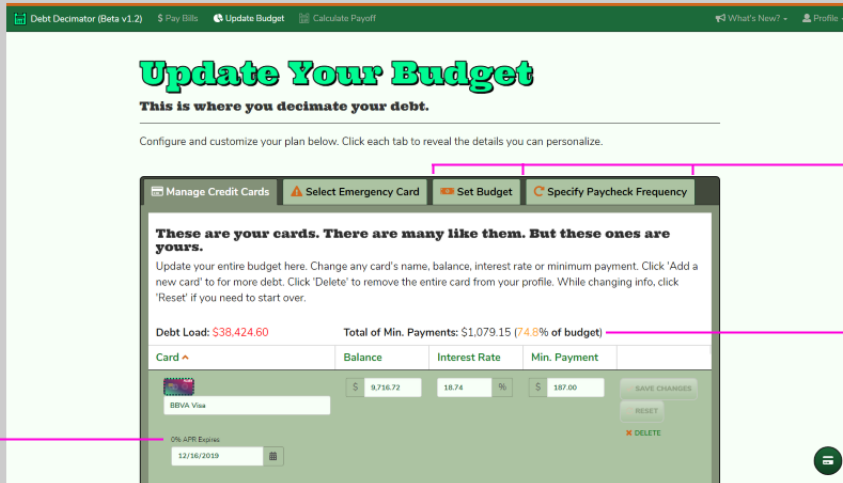 Debt Decimator (Beta v1.2) $ Pay Bills Update Budget Calculate Payoff What's New? Profile
Update Your Budget
This is where you decimate your debt.
Configure and customize your plan below. Click each tab to reveal the details you can personalize.
Manage Credit Cards Select Emergency Card Set Budget Specify Paycheck Frequency
These are your cards. There are many like them. But these ones are
yours.
Update your entire budget here. Change any card's name, balance, interest rate or minimum payment. Click 'Add a
new card' to for more debt. Click 'Delete' to remove the entire card from your profile. While changing info, click
'Reset' if you need to start over.
Debt Load: $38,424.60 Total of Min. Payments: $1,079.15 (74.8% of budget)
Card Balance Interest Rate Min. Payment
$ 9,716.72 18.74 % $ 187.00 SAVE CHANGES
BBVA Visa
RESET
DELETE
0% APR Expires
12/16/2019